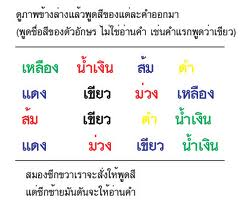 ดูภาพข้างล่างแล้วพูดสีของแต่ละคำออกมา
(พูดชื่อสีของตัวอักษร ไม่ใช่อ่านคำ เช่นคำแรกพูดว่าเขียว)
เหลือง น้ำเงิน ส้ม ดำ
แดง เขียว ม่วง เหลือง
ส้ม เขียว ดำ น้ำเงิน
แดง ม่วง เขียว น้ำเงิน
สมองซีกขวาเราจะสั่งให้พูดสี
แต่ซีกซ้ายมันดันจะให้อ่านคำ